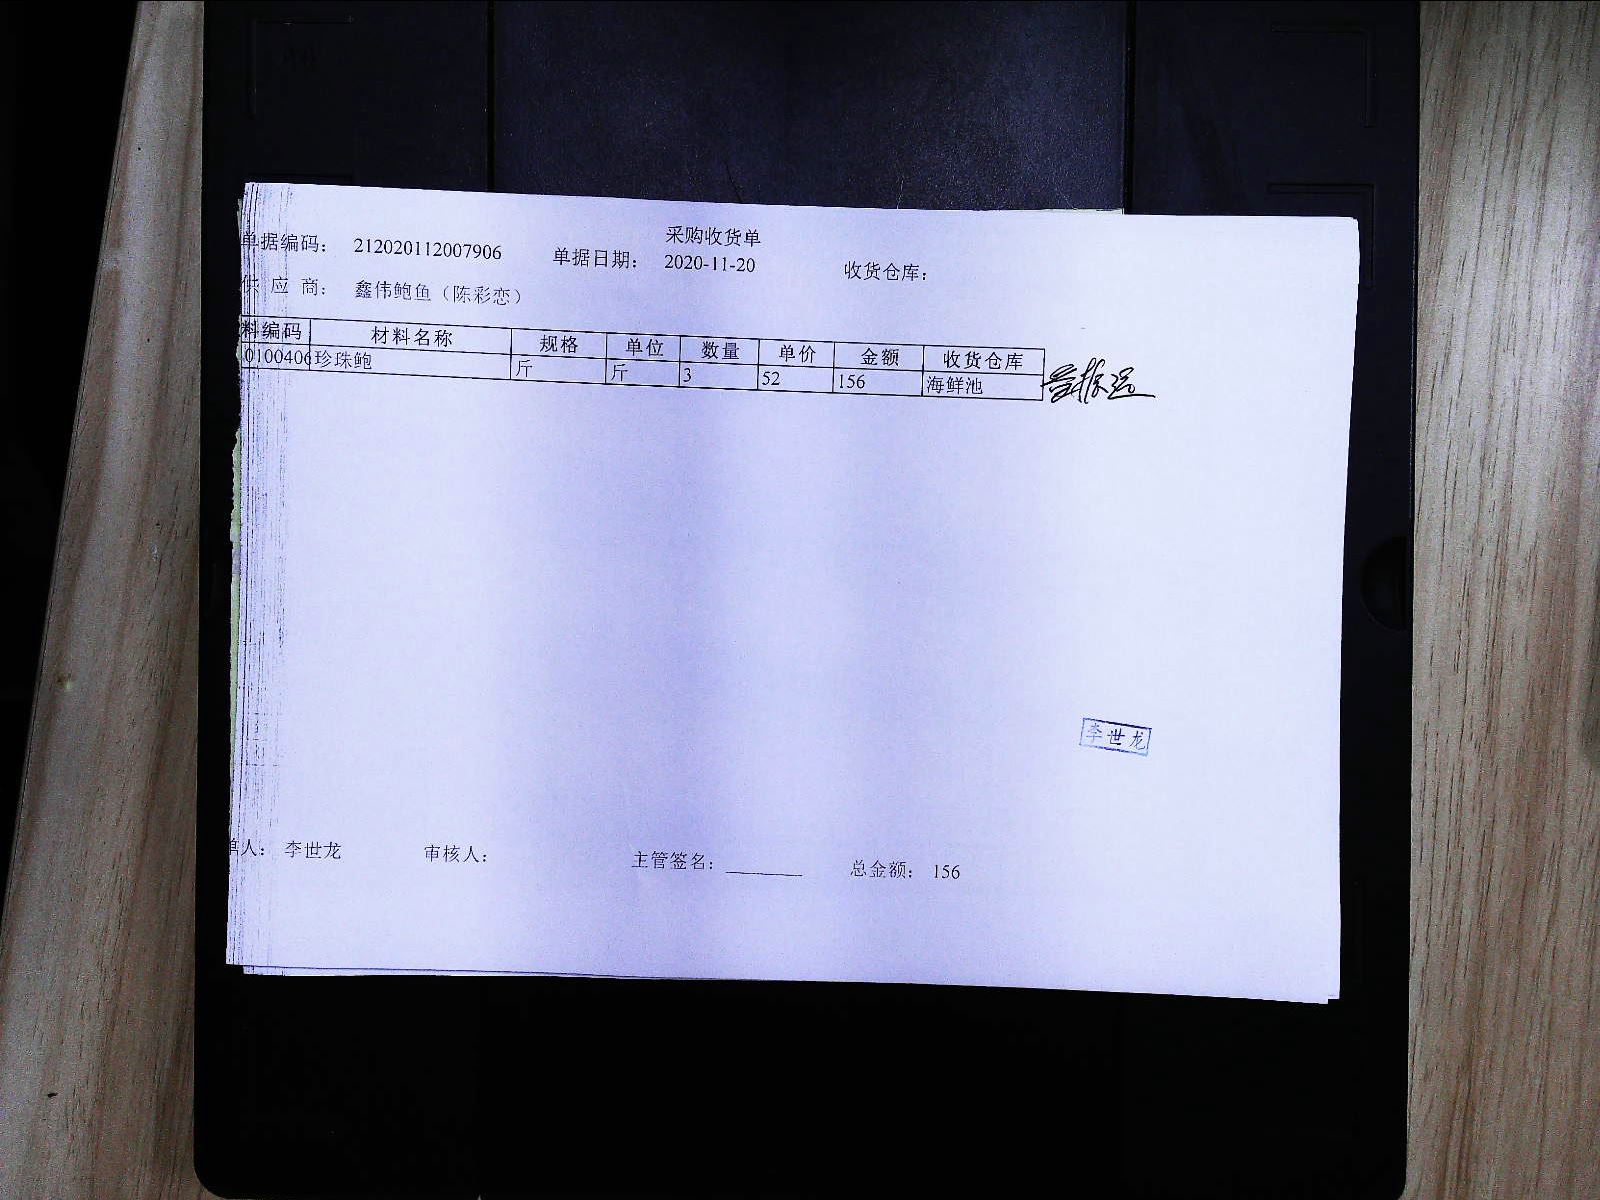 采购收货单
单据编码： 212020112007906 单据日期： 2020-11-20 收货仓库：
供 应 商： 鑫伟鲍鱼（陈彩恋）
料编码 材料名称 规格 单位 数量 单价 金额 收货仓库
0100406 珍珠鲍 斤 斤 3 52 156 海鲜池
李世龙
单人： 李世龙 审核人： 主管签名： 总金额： 156